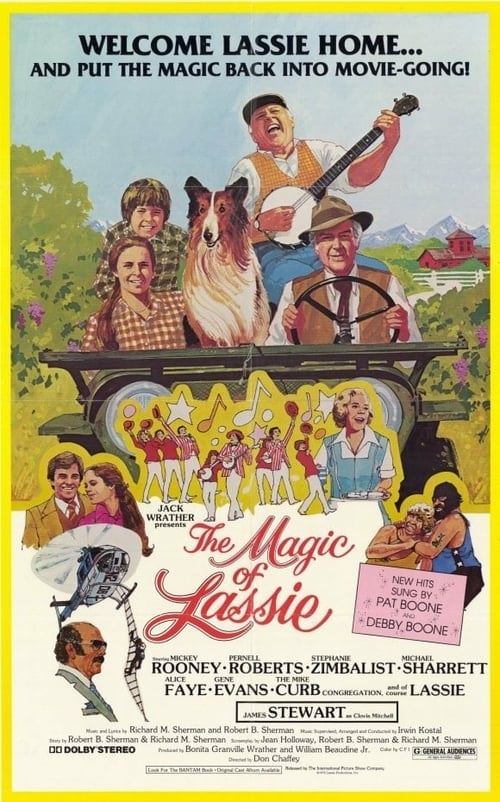 WELCOME LASSIE HOME...
AND PUT THE MAGIC BACK INTO MOVIE-GOING!
JACK
WRATHER
presents
The Magic
of
Lassie
NEW HITS
SUNG BY
PAT BOONE
AND
DEBBY BOONE
Starring MICKEY ROONEY · PERNELL ROBERTS · STEPHANIE ZIMBALIST · MICHAEL SHARRETT
ALICE FAYE · GENE EVANS · THE MIKE CURB CONGREGATION, and of course LASSIE
JAMES STEWART as Clovis Mitchell
Music and Lyrics by Richard M. Sherman and Robert B. Sherman Music Supervised, Arranged and Conducted by Irwin Kostal
Story by Robert B. Sherman & Richard M. Sherman Screenplay by Jean Holloway, Robert B. Sherman & Richard M. Sherman
DOLBY STEREO
Produced by Bonita Granville Wrather and William Beaudine Jr. Color by C.F.I.
G GENERAL AUDIENCES
Directed by Don Chaffey
Look For The BANTAM Book · Original Cast Album Available
Released by The International Picture Show Company